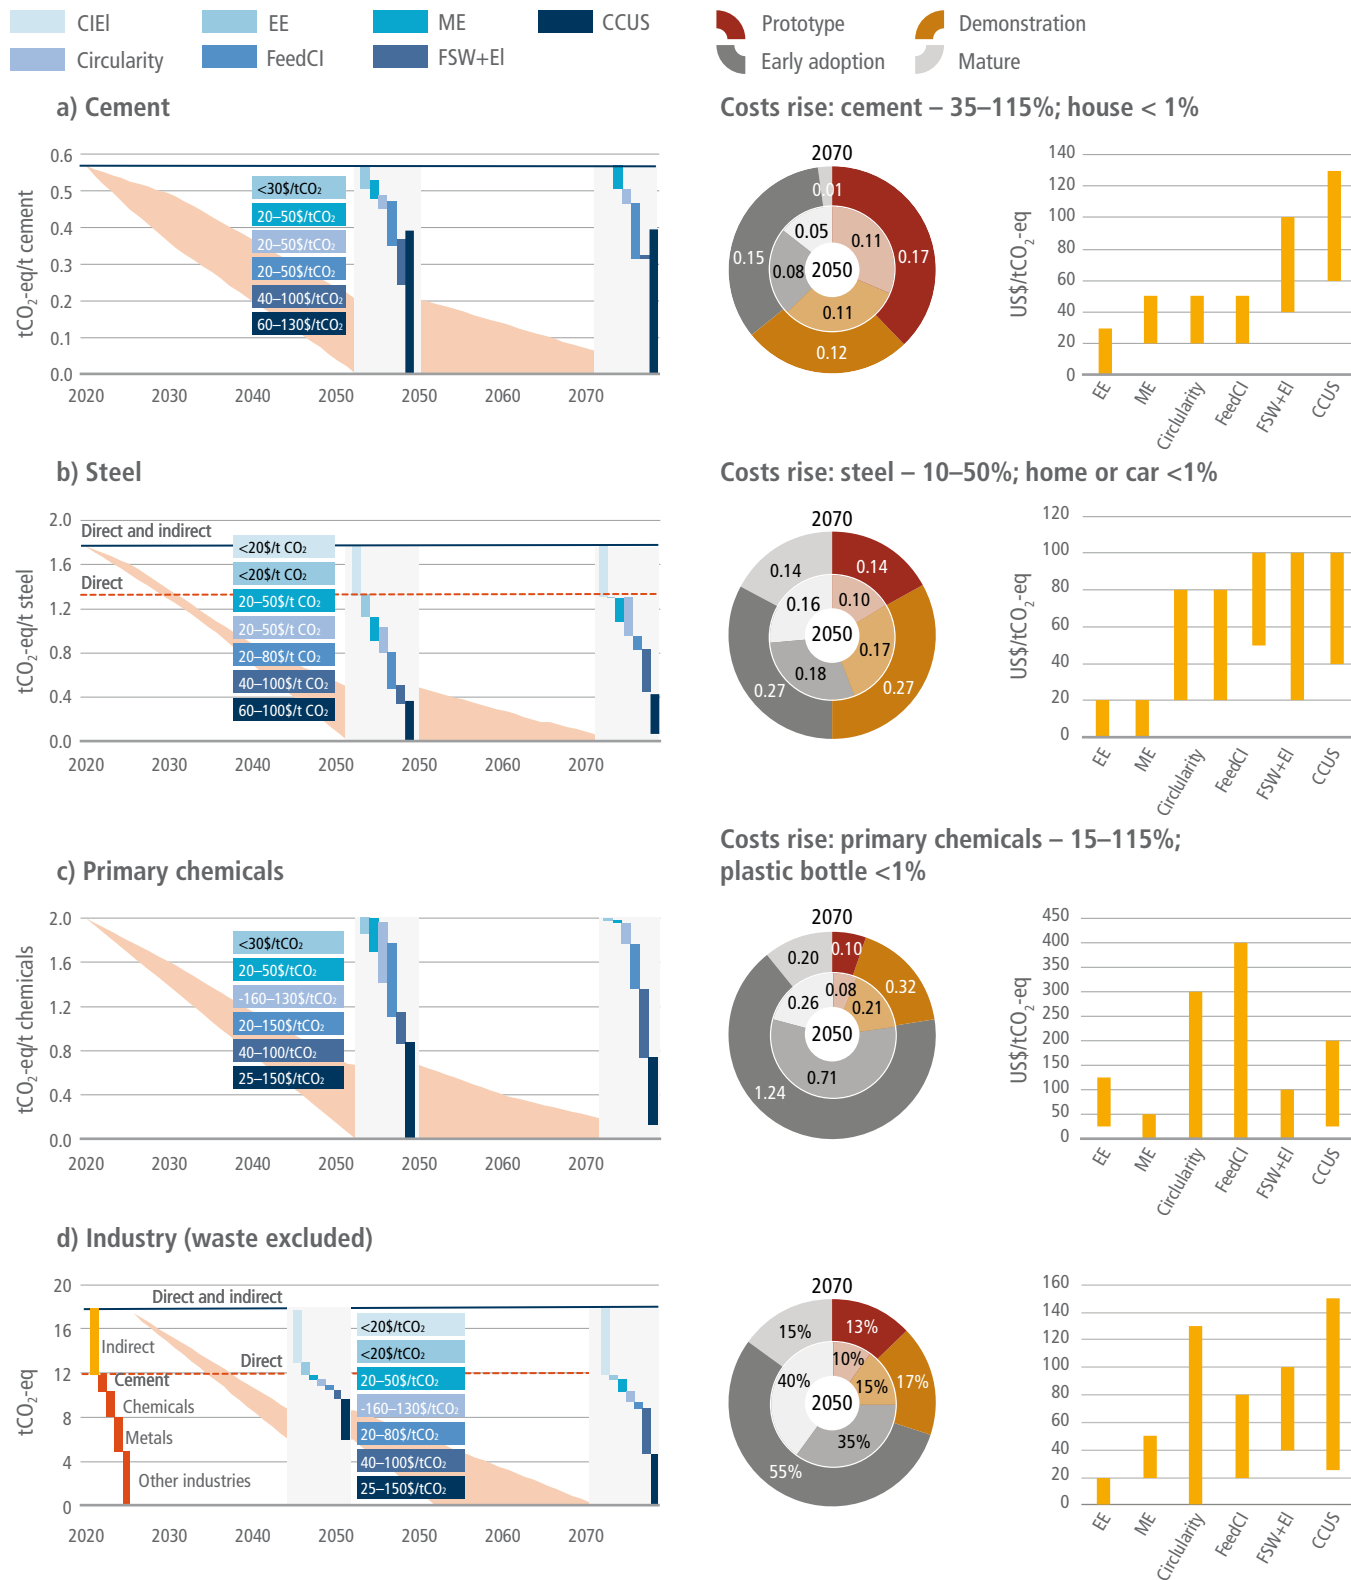 CIEl
EE
ME
CCUS
Circularity
FeedCI
FSW+El
Prototype
Demonstration
Early adoption
Mature
a) Cement
Costs rise: cement – 35–115%; house < 1%
tCO2-eq/t cement
0.6
0.5
0.4
0.3
0.2
0.1
0.0
<30$/tCO2
20–50$/tCO2
20–50$/tCO2
20–50$/tCO2
40–100$/tCO2
60–130$/tCO2
2020
2030
2040
2050
2050
2060
2070
2070
0.01
0.05
0.11
0.17
0.15
0.08
2050
0.11
0.12
US$/tCO2-eq
140
120
100
80
60
40
20
0
EE
ME
Circlularity
FeedCI
FSW+El
CCUS
b) Steel
Costs rise: steel – 10–50%; home or car <1%
tCO2-eq/t steel
2.0
1.6
1.2
0.8
0.4
0.0
Direct and indirect
Direct
<20$/t CO2
<20$/t CO2
20–50$/t CO2
20–50$/t CO2
20–80$/t CO2
40–100$/t CO2
60–100$/t CO2
2020
2030
2040
2050
2050
2060
2070
2070
0.14
0.14
0.16
0.10
2050
0.17
0.18
0.27
0.27
US$/tCO2-eq
120
100
80
60
40
20
0
EE
ME
Circlularity
FeedCI
FSW+El
CCUS
c) Primary chemicals
Costs rise: primary chemicals – 15–115%;
plastic bottle <1%
tCO2-eq/t chemicals
2.0
1.6
1.2
0.8
0.4
0.0
<30$/tCO2
20–50$/tCO2
-160–130$/tCO2
20–150$/tCO2
40–100/tCO2
25–150$/tCO2
2020
2030
2040
2050
2050
2060
2070
2070
0.20
0.10
0.08
0.32
0.26
0.21
2050
0.71
1.24
US$/tCO2-eq
450
400
350
300
250
200
150
100
50
0
EE
ME
Circlularity
FeedCI
FSW+El
CCUS
d) Industry (waste excluded)
tCO2-eq
20
16
12
8
4
0
Direct and indirect
Indirect
Direct
Cement
Chemicals
Metals
Other industries
<20$/tCO2
<20$/tCO2
20–50$/tCO2
-160–130$/tCO2
20–80$/tCO2
40–100$/tCO2
25–150$/tCO2
2020
2030
2040
2050
2050
2060
2070
2070
15%
13%
10%
40%
15%
17%
2050
35%
55%
US$/tCO2-eq
160
140
120
100
80
60
40
20
0
EE
ME
Circlularity
FeedCI
FSW+El
CCUS